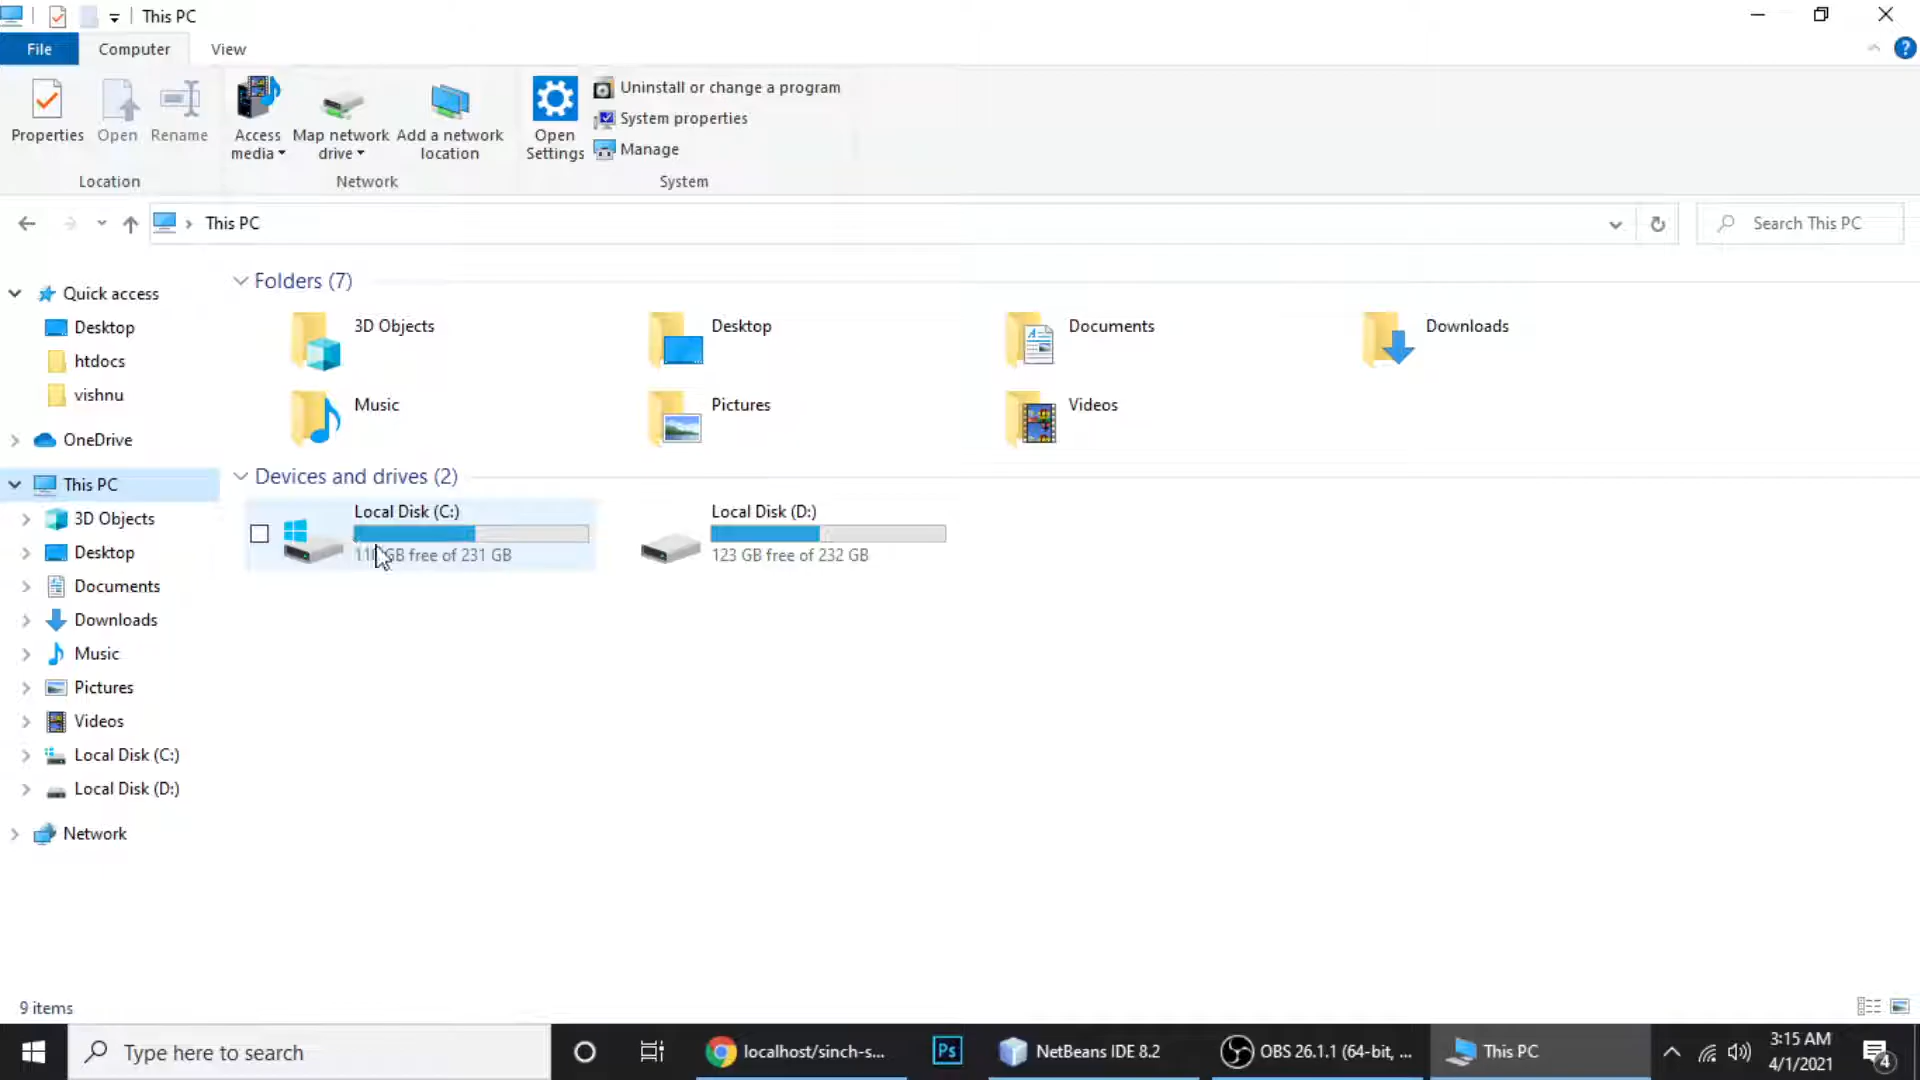 This PC
File
Computer
View
Properties
Open
Rename
Access media
Map network drive
Add a network location
Open Settings
Uninstall or change a program
System properties
Manage
Location
Network
System
This PC
Search This PC
Quick access
Desktop
htdocs
vishnu
OneDrive
This PC
3D Objects
Desktop
Documents
Downloads
Music
Pictures
Videos
Local Disk (C:)
Local Disk (D:)
Network
Folders (7)
3D Objects
Desktop
Documents
Downloads
Music
Pictures
Videos
Devices and drives (2)
Local Disk (C:)
GB free of 231 GB
Local Disk (D:)
123 GB free of 232 GB
9 items
Type here to search
localhost/sinch-s...
Ps
NetBeans IDE 8.2
OBS 26.1.1 (64-bit, ...
This PC
3:15 AM
4/1/2021
4